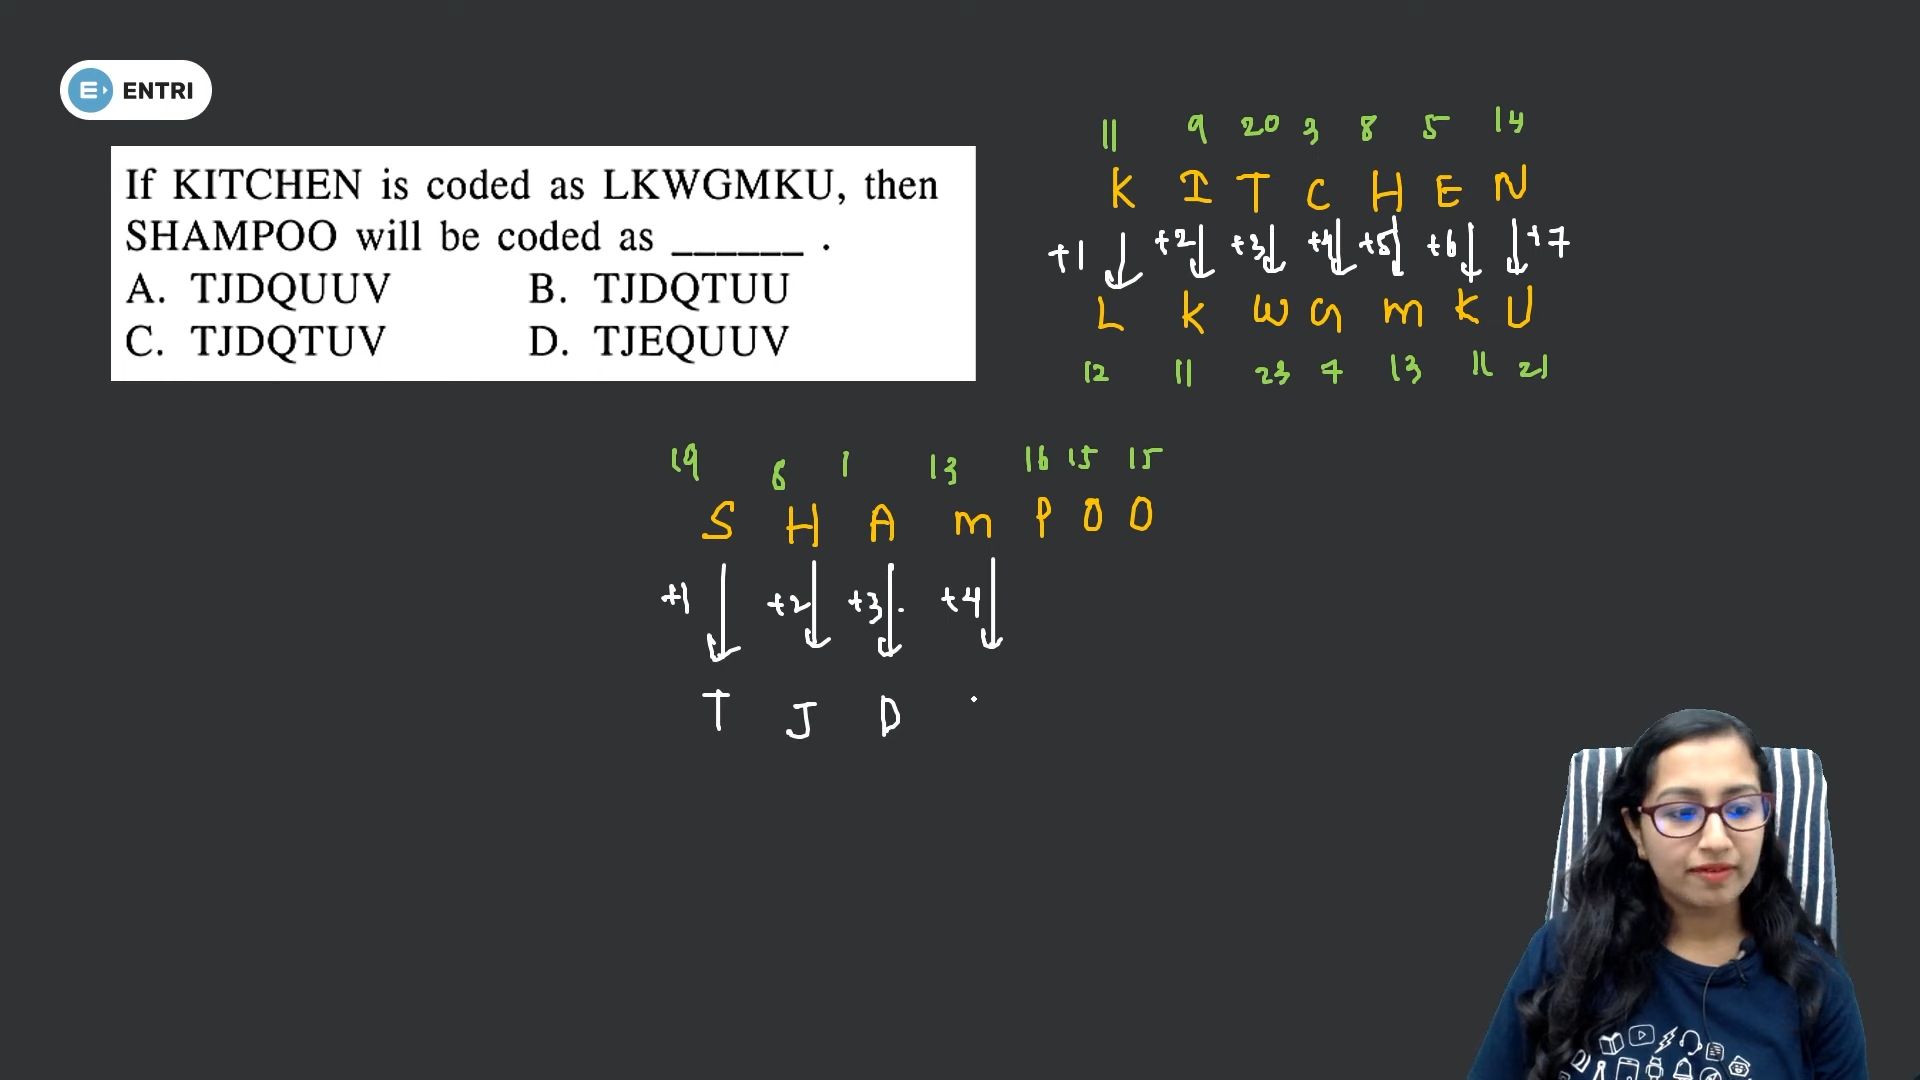 ENTRI
If KITCHEN is coded as LKWGMKU, then
SHAMPOO will be coded as ______ .
A. TJDQUUV B. TJDQTUU
C. TJDQTUV D. TJEQUUV
11 9 20 3 8 5 14
K I T C H E N
+1 +2 +3 +4 +5 +6 +7
L K W G M K U
12 11 23 7 13 11 21
19 8 1 13 16 15 15
S H A M P O O
+1 +2 +3 +4
T J D